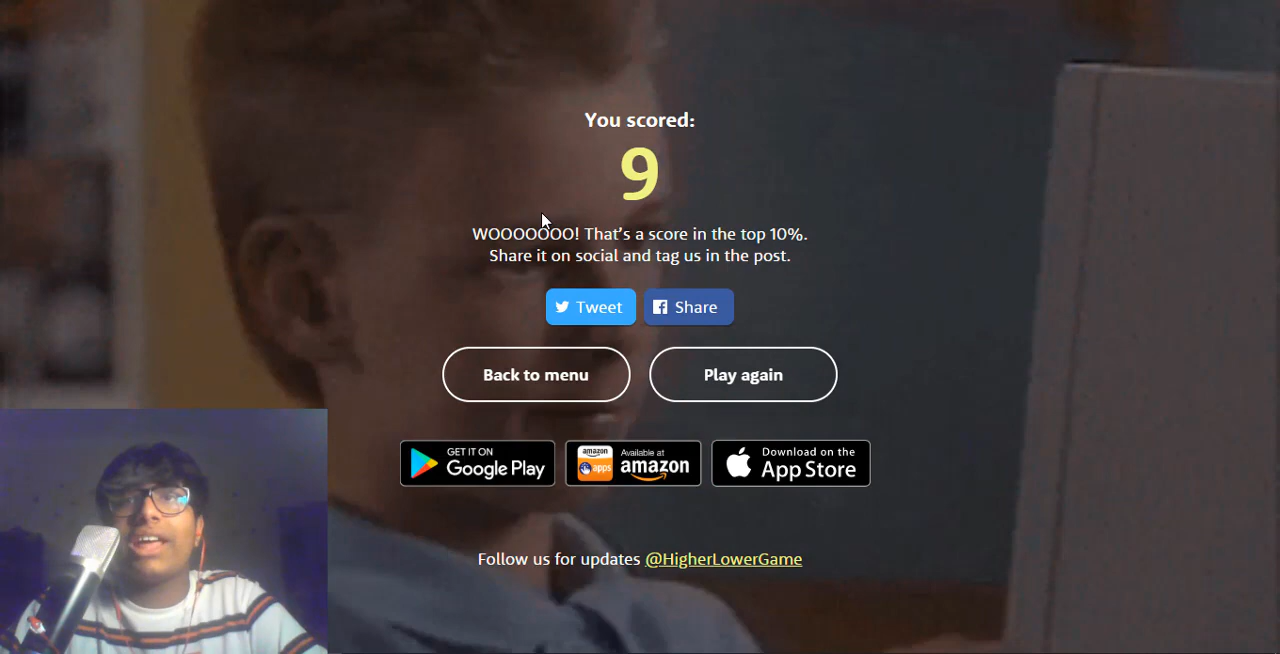 You scored:
9
WOOOOOOO! That's a score in the top 10%.
Share it on social and tag us in the post.
Tweet
Share
Back to menu
Play again
GET IT ON
Google Play
amazon
apps
Available at
amazon
Download on the
App Store
Follow us for updates @HigherLowerGame